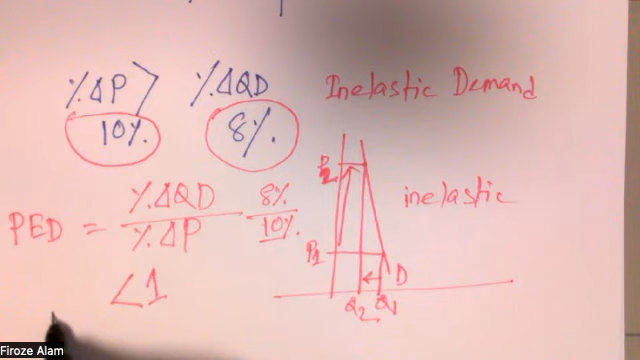 %ΔP > %ΔQD Inelastic Demand
10%. 8%.
PED = %ΔQD / %ΔP 8% / 10%. inelastic
<1
P2
P1
D
Q2 Q1
Firoze Alam